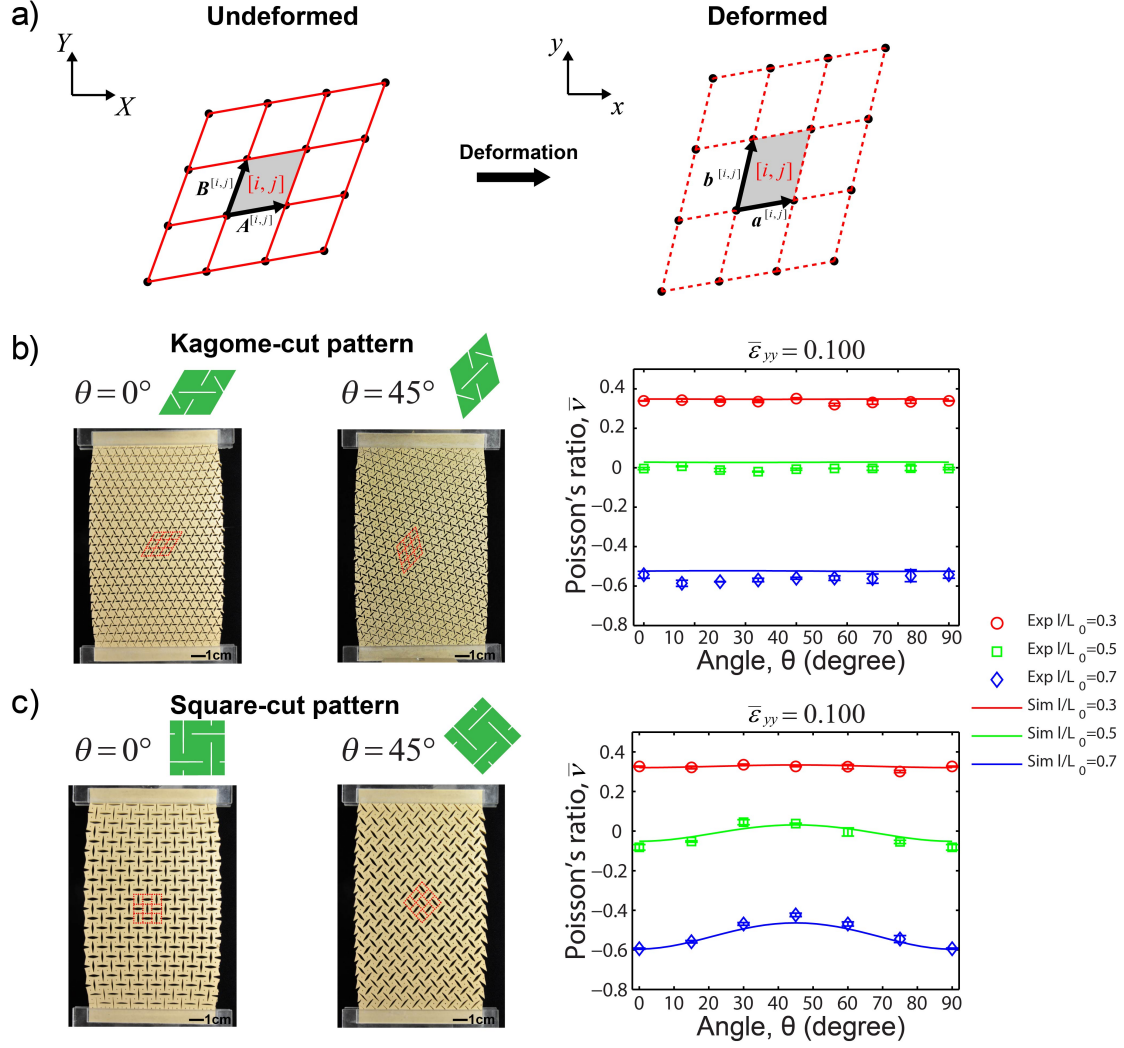 a)
Undeformed
Deformed
Y
X
B[i,j]
[i,j]
A[i,j]
Deformation
y
x
b[i,j]
[i,j]
a[i,j]
b)
Kagome-cut pattern
θ=0°
θ=45°
1cm
1cm
ε̅yy=0.100
Poisson's ratio, ν̅
0.4
0.2
0
−0.2
−0.4
−0.6
−0.8
0 10 20 30 40 50 60 70 80 90
Angle, θ (degree)
Exp l/L0=0.3
Exp l/L0=0.5
Exp l/L0=0.7
Sim l/L0=0.3
Sim l/L0=0.5
Sim l/L0=0.7
c)
Square-cut pattern
θ=0°
θ=45°
1cm
1cm
ε̅yy=0.100
Poisson's ratio, ν̅
0.4
0.2
0
−0.2
−0.4
−0.6
−0.8
0 10 20 30 40 50 60 70 80 90
Angle, θ (degree)